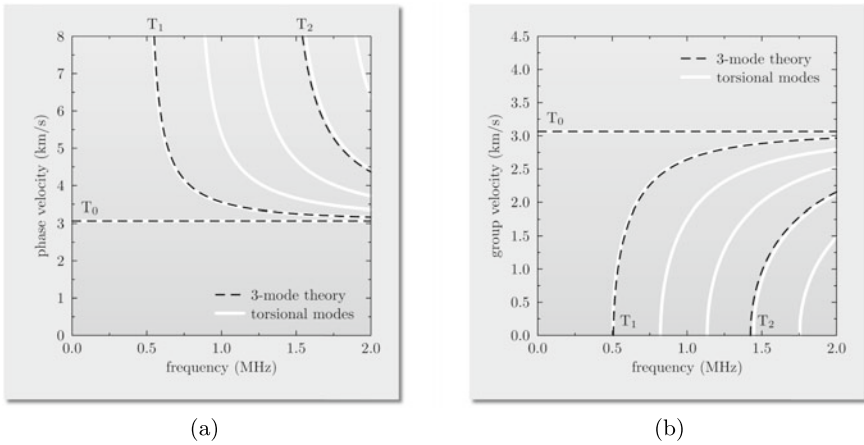 T1 T2
8
7
6
5
4
3
2
1
0
phase velocity (km/s)
T0
3-mode theory
torsional modes
0.0 0.5 1.0 1.5 2.0
frequency (MHz)
(a)
4.5
4.0
3.5
3.0
2.5
2.0
1.5
1.0
0.5
0.0
group velocity (km/s)
3-mode theory
torsional modes
T0
T1 T2
0.0 0.5 1.0 1.5 2.0
frequency (MHz)
(b)